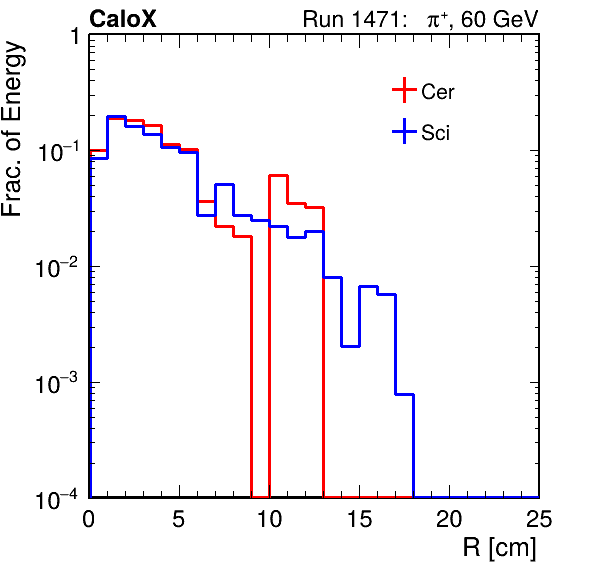 CaloX Run 1471: π⁺, 60 GeV
Frac. of Energy
1
10⁻¹
10⁻²
10⁻³
10⁻⁴
Cer
Sci
0 5 10 15 20 25
R [cm]